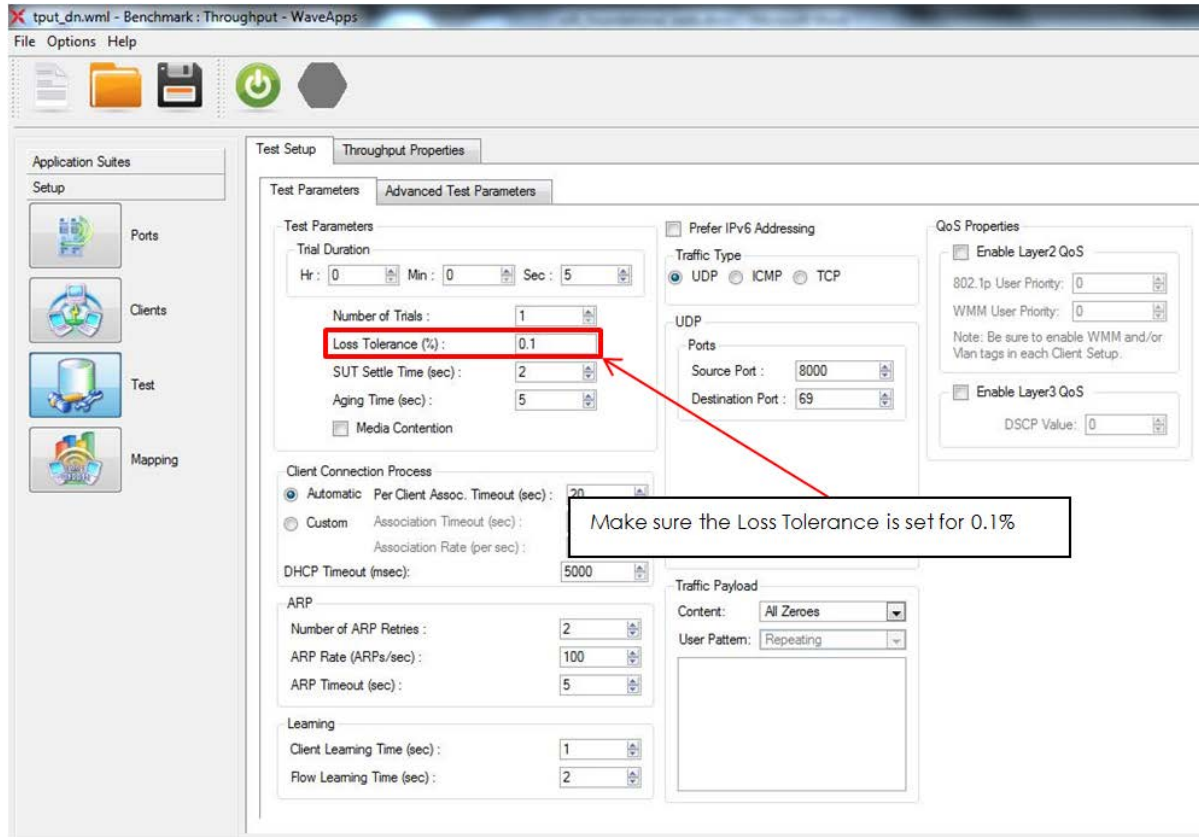 tput_dn.wml - Benchmark : Throughput - WaveApps
File Options Help
Application Suites
Setup
Ports
Clients
Test
Mapping
Test Setup
Throughput Properties
Test Parameters
Advanced Test Parameters
Test Parameters
Trial Duration
Hr : 0 Min : 0 Sec : 5
Number of Trials : 1
Loss Tolerance (%) : 0.1
SUT Settle Time (sec) : 2
Aging Time (sec) : 5
Media Contention
Client Connection Process
Automatic Per Client Assoc. Timeout (sec) : 20
Custom Association Timeout (sec) :
Association Rate (per sec) :
DHCP Timeout (msec): 5000
ARP
Number of ARP Retries : 2
ARP Rate (ARPs/sec) : 100
ARP Timeout (sec) : 5
Learning
Client Learning Time (sec) : 1
Flow Learning Time (sec) : 2
Prefer IPv6 Addressing
Traffic Type
UDP ICMP TCP
UDP
Ports
Source Port : 8000
Destination Port : 69
Make sure the Loss Tolerance is set for 0.1%
Traffic Payload
Content: All Zeroes
User Pattern: Repeating
QoS Properties
Enable Layer2 QoS
802.1p User Priority: 0
WMM User Priority: 0
Note: Be sure to enable WMM and/or
Vlan tags in each Client Setup.
Enable Layer3 QoS
DSCP Value: 0